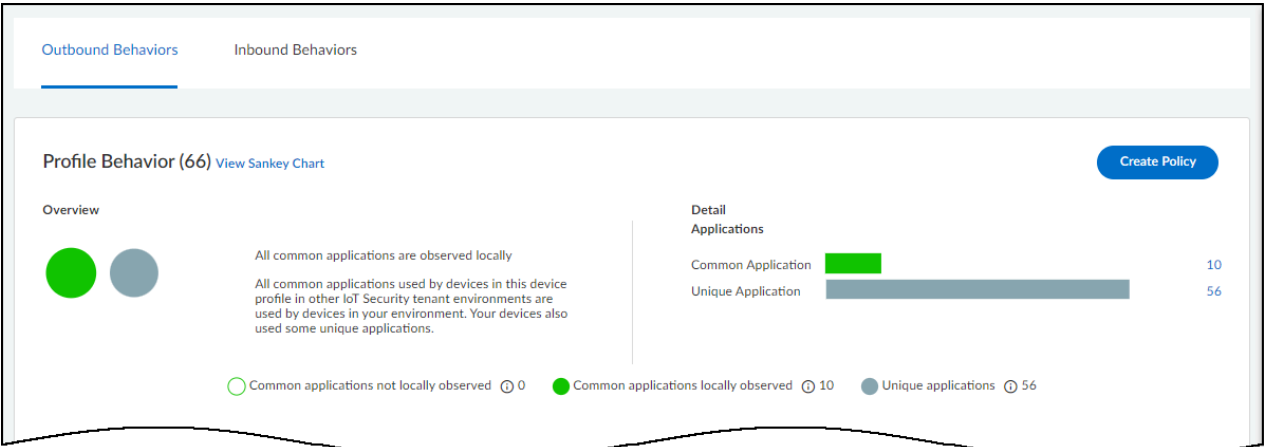 Outbound Behaviors
Inbound Behaviors
Profile Behavior (66) View Sankey Chart
Create Policy
Overview
All common applications are observed locally
All common applications used by devices in this device
profile in other IoT Security tenant environments are
used by devices in your environment. Your devices also
used some unique applications.
Detail
Applications
Common Application 10
Unique Application 56
Common applications not locally observed 0
Common applications locally observed 10
Unique applications 56